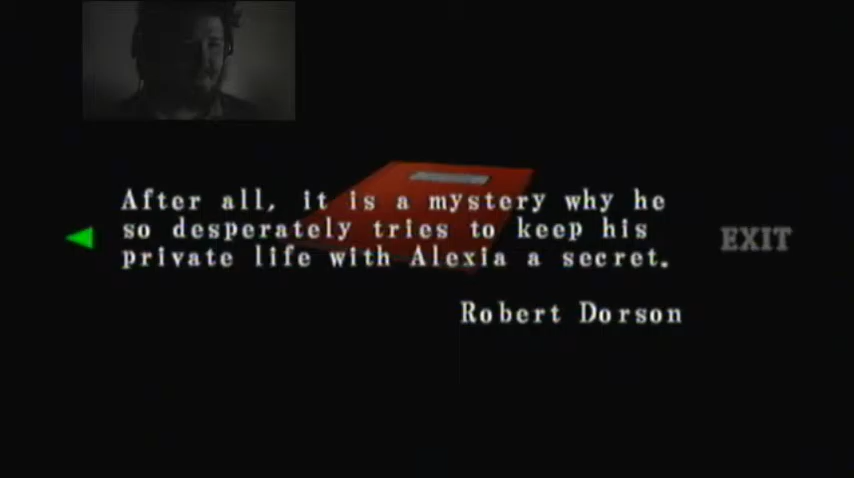 After all, it is a mystery why he
so desperately tries to keep his
private life with Alexia a secret.
EXIT
Robert Dorson